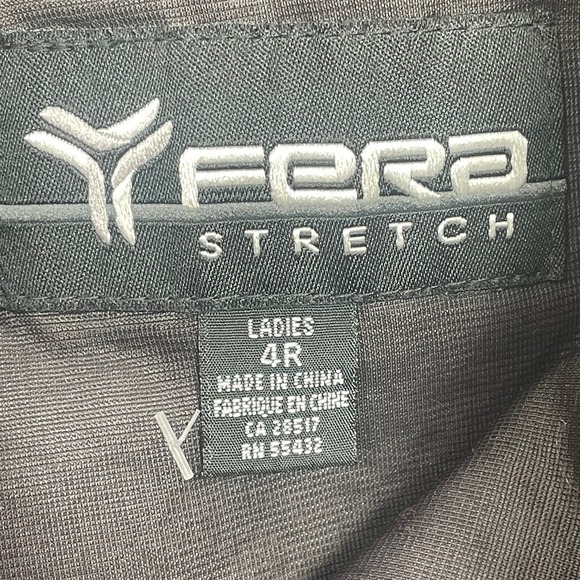 FERA
STRETCH
LADIES
4R
MADE IN CHINA
FABRIQUE EN CHINE
CA 28517
RN 55432